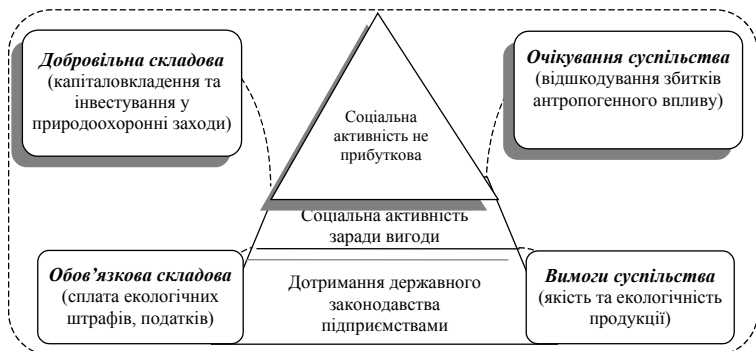 Добровільна складова
(капіталовкладення та
інвестування у
природоохоронні заходи)
Очікування суспільства
(відшкодування збитків
антропогенного впливу)
Соціальна
активність не
прибуткова
Соціальна активність
заради вигоди
Обов’язкова складова
(сплата екологічних
штрафів, податків)
Дотримання державного
законодавства
підприємствами
Вимоги суспільства
(якість та екологічність
продукції)